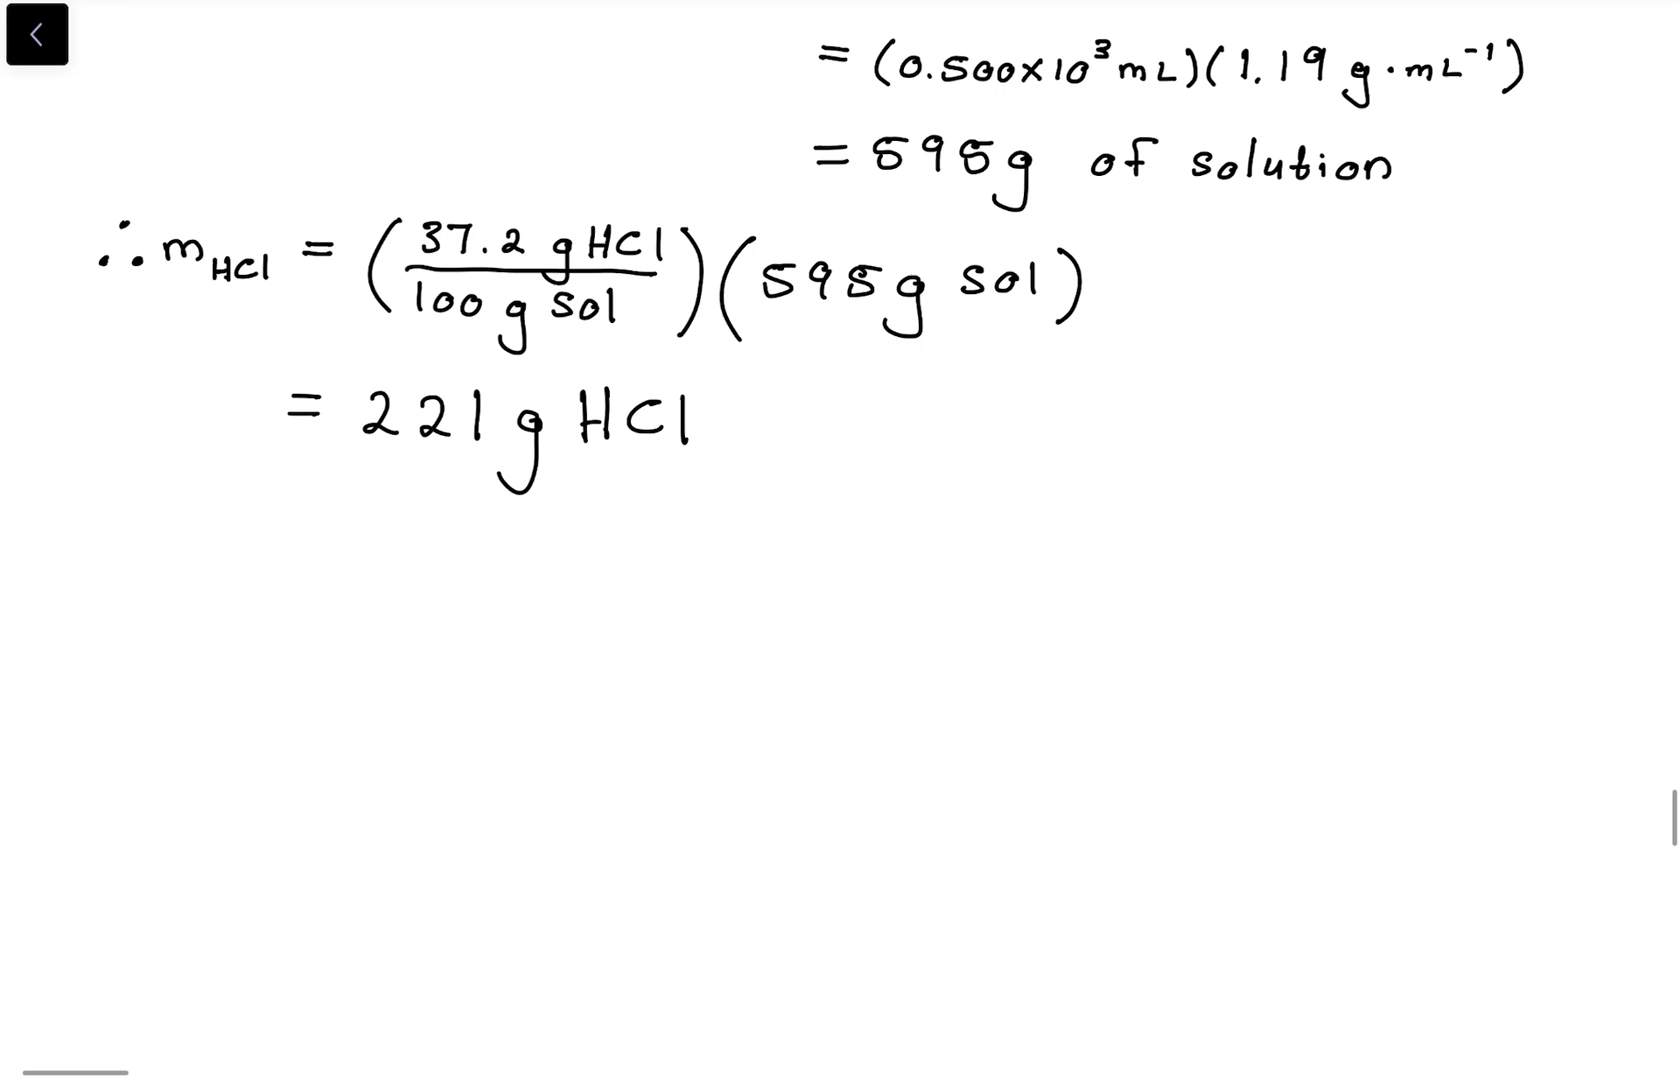 = (0.500×10³ mL)(1.19 g·mL⁻¹)
= 595g of solution
∴ m_HCl = (37.2 g HCl / 100 g sol)(595g sol)
= 221g HCl